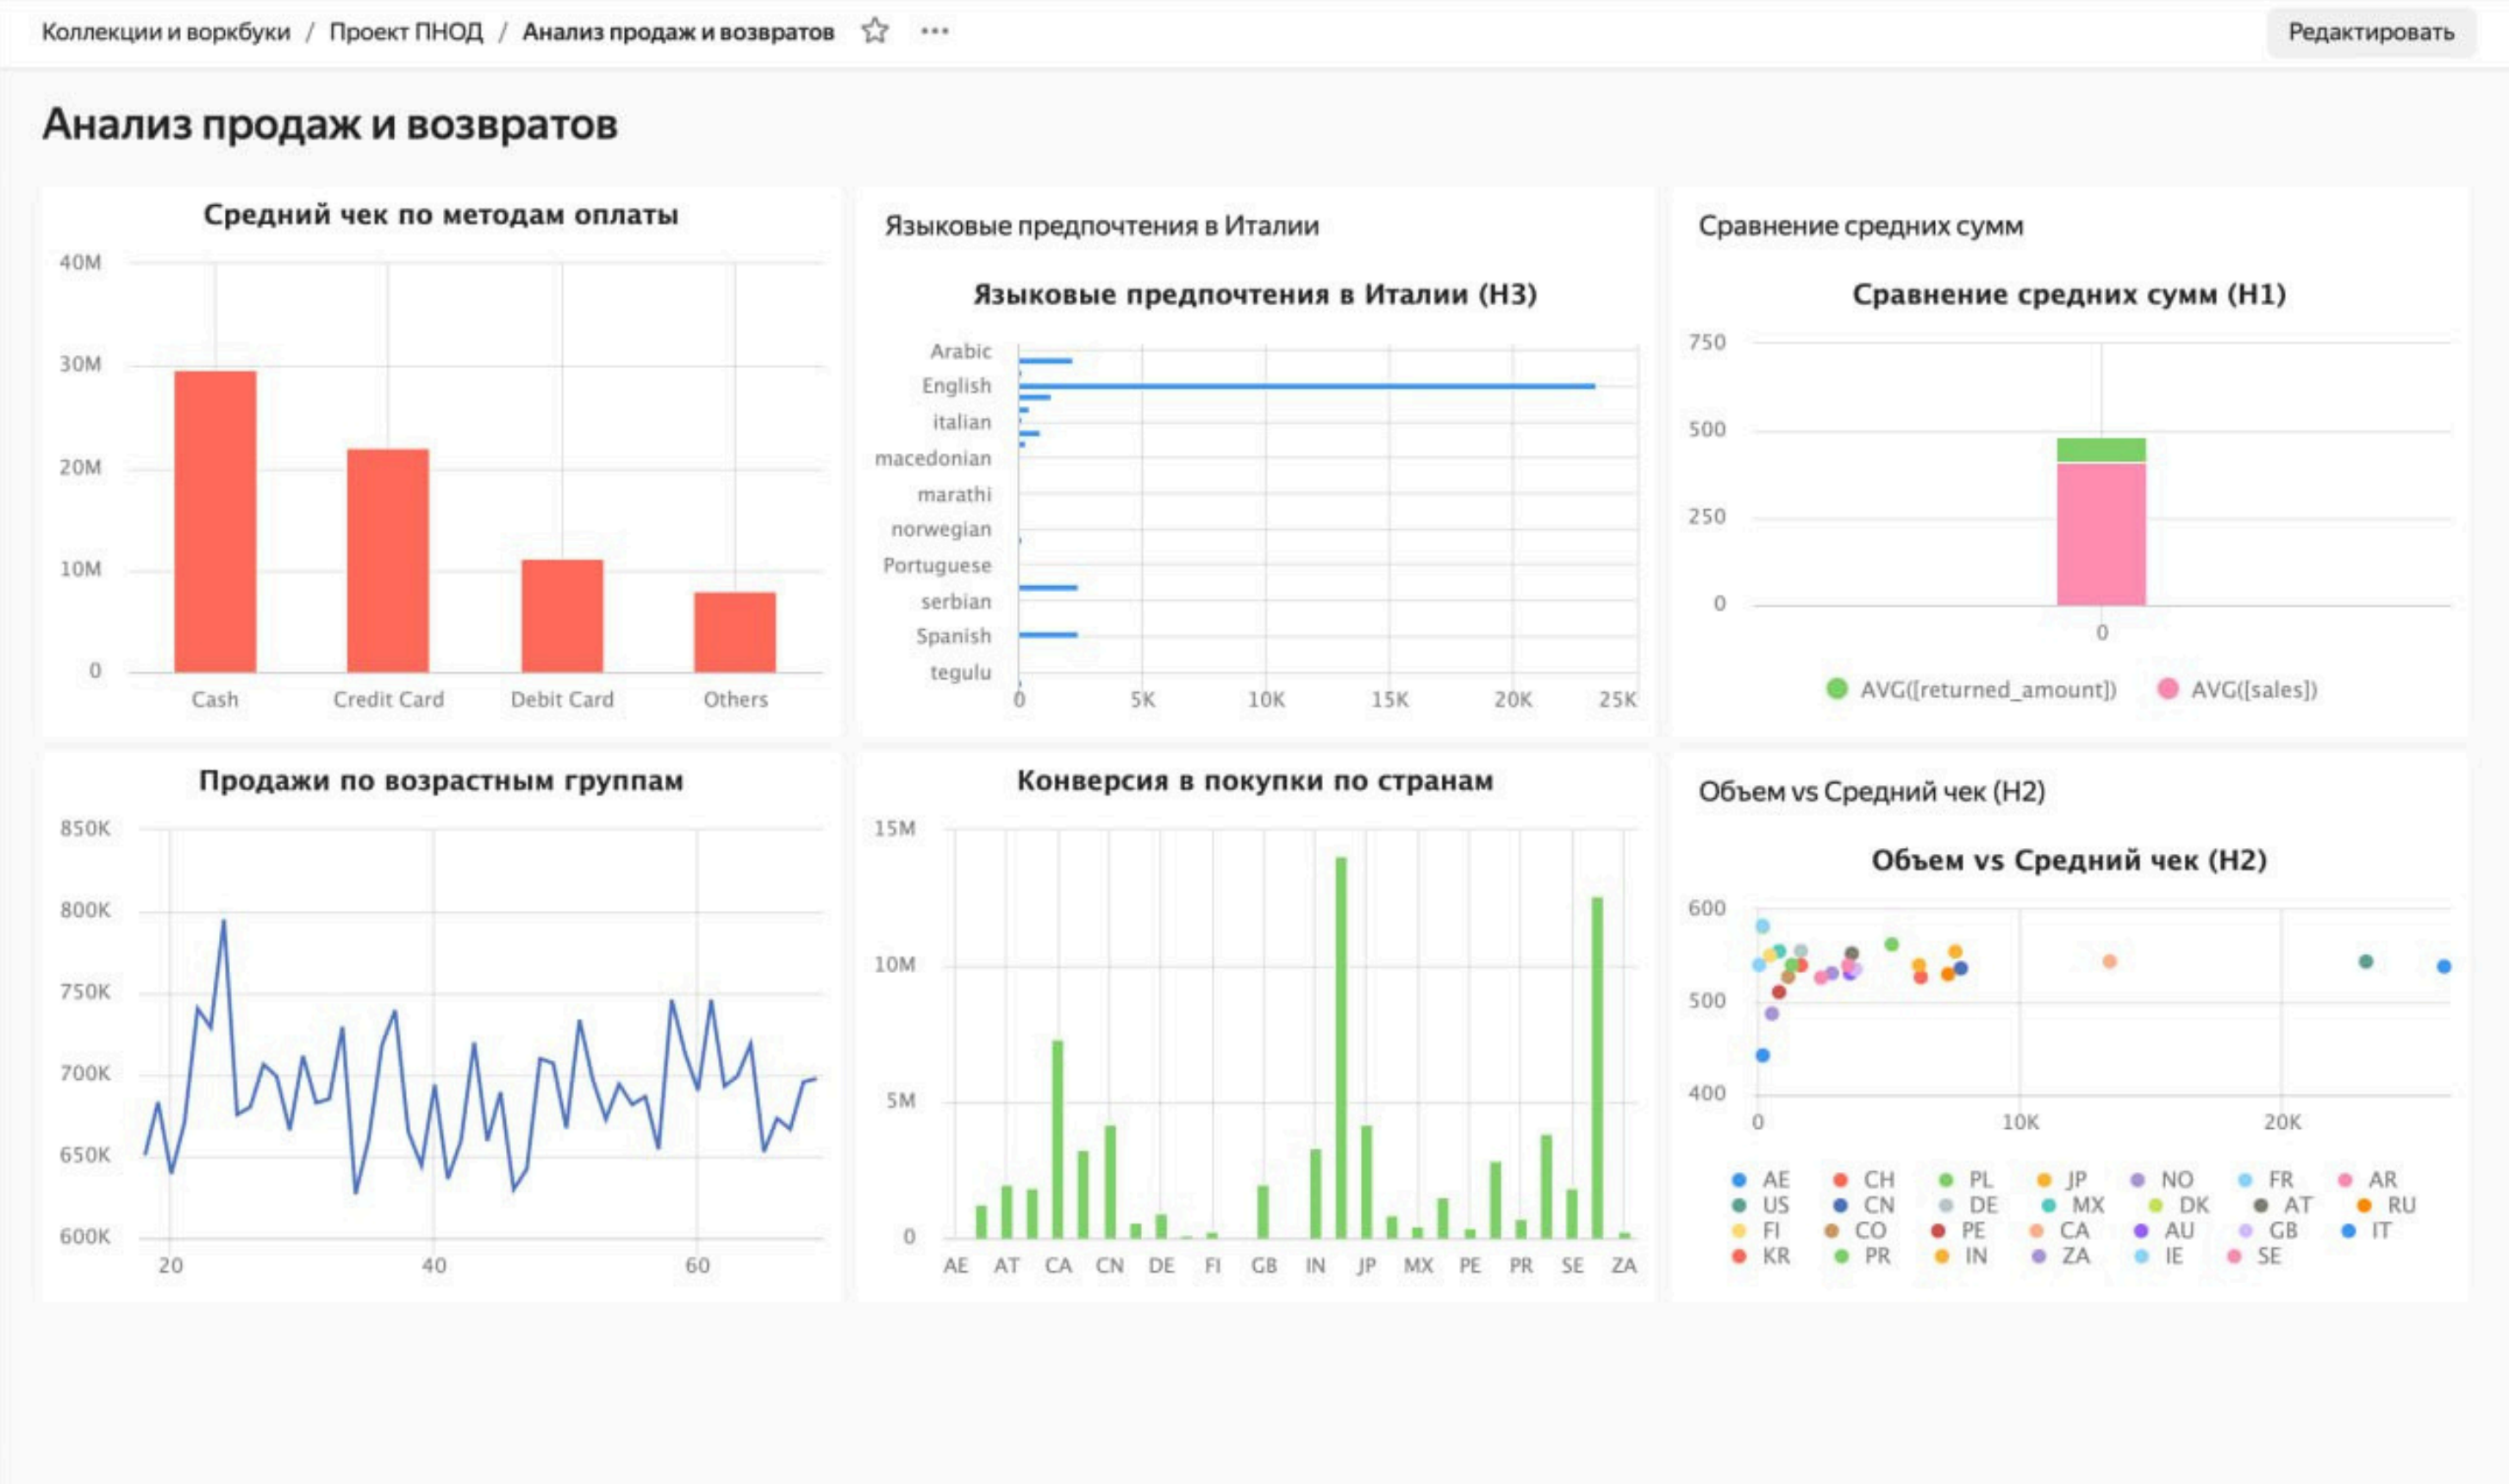 Коллекции и воркбуки / Проект ПНОД / Анализ продаж и возвратов
Редактировать
Анализ продаж и возвратов
Средний чек по методам оплаты
40M
30M
20M
10M
0
Cash Credit Card Debit Card Others
Языковые предпочтения в Италии
Языковые предпочтения в Италии (H3)
Arabic
English
italian
macedonian
marathi
norwegian
Portuguese
serbian
Spanish
tegulu
0 5K 10K 15K 20K 25K
Сравнение средних сумм
Сравнение средних сумм (H1)
750
500
250
0
0
AVG([returned_amount]) AVG([sales])
Продажи по возрастным группам
850K
800K
750K
700K
650K
600K
20 40 60
Конверсия в покупки по странам
15M
10M
5M
0
AE AT CA CN DE FI GB IN JP MX PE PR SE ZA
Объем vs Средний чек (H2)
Объем vs Средний чек (H2)
600
500
400
0 10K 20K
AE CH PL JP NO FR AR
US CN DE MX DK AT RU
FI CO PE CA AU GB IT
KR PR IN ZA IE SE